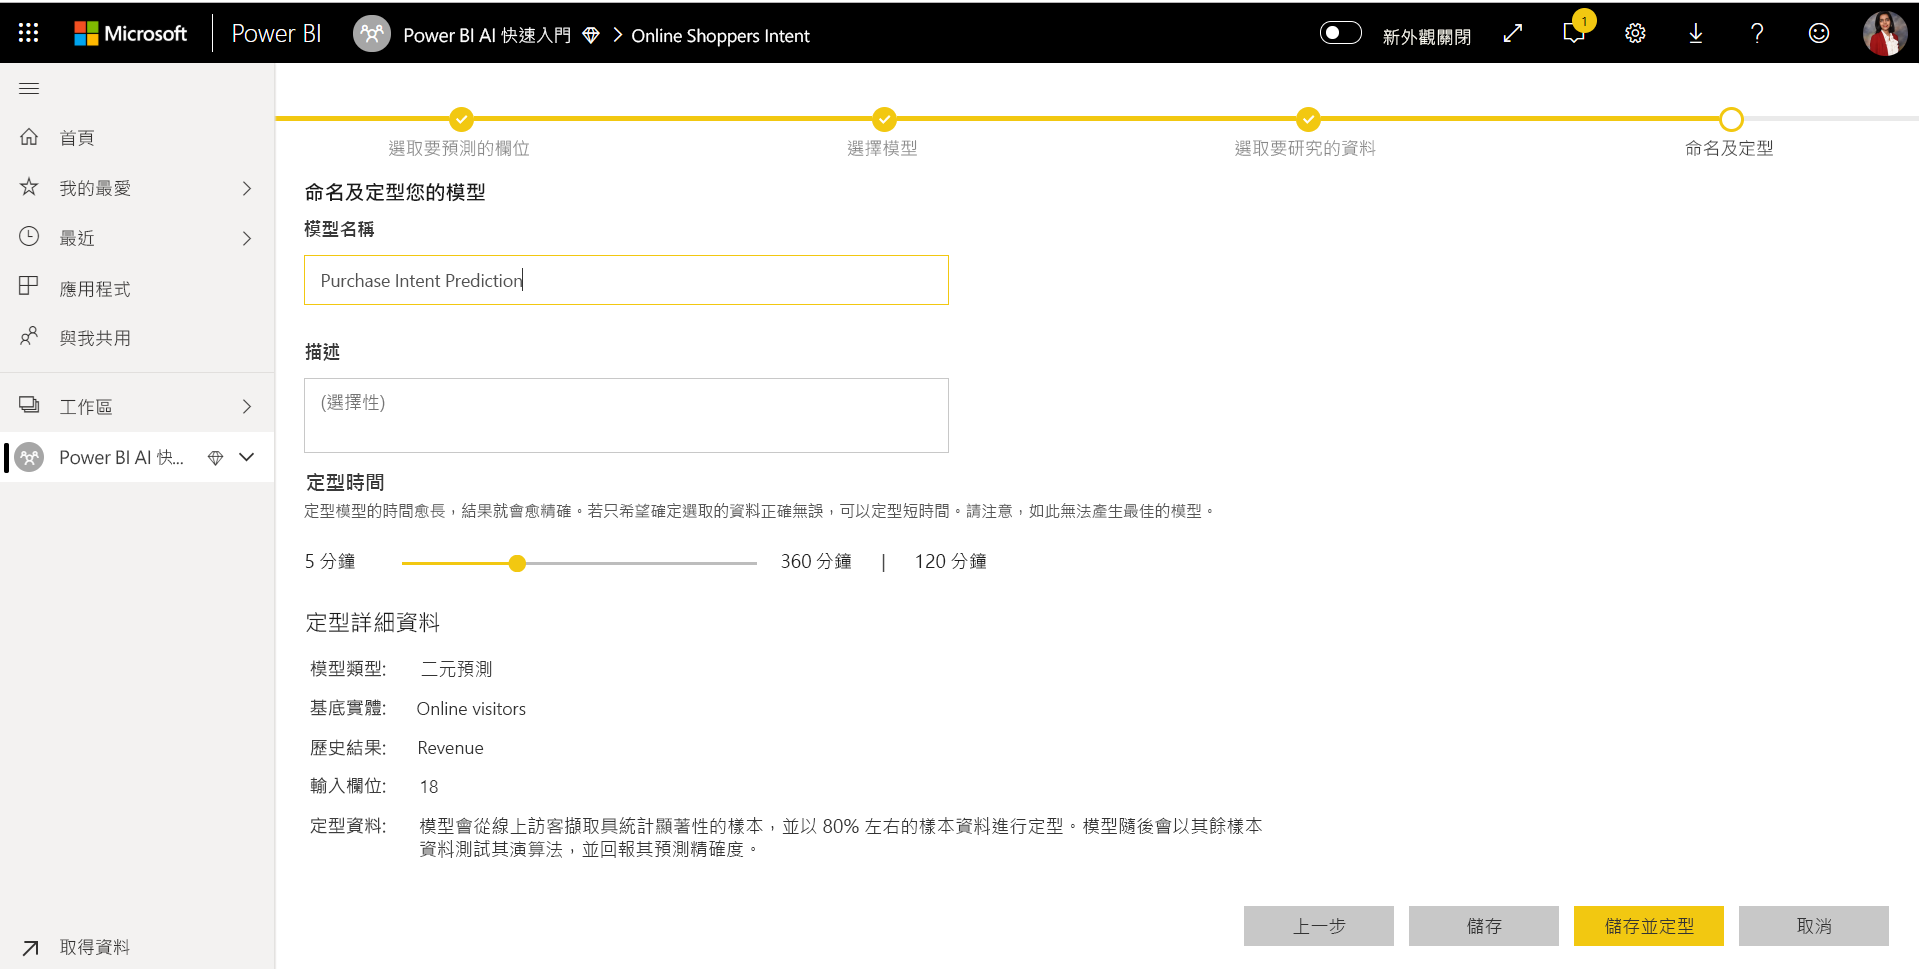 Microsoft
Power BI
Power BI AI 快速入門
Online Shoppers Intent
新外觀關閉
1
首頁
我的最愛
最近
應用程式
與我共用
工作區
Power BI AI 快...
取得資料
選取要預測的欄位
選擇模型
選取要研究的資料
命名及定型
命名及定型您的模型
模型名稱
Purchase Intent Prediction
描述
(選擇性)
定型時間
定型模型的時間愈長，結果就會愈精確。若只希望確定選取的資料正確無誤，可以定型短時間。請注意，如此無法產生最佳的模型。
5 分鐘 360 分鐘 | 120 分鐘
定型詳細資料
模型類型: 二元預測
基底實體: Online visitors
歷史結果: Revenue
輸入欄位: 18
定型資料: 模型會從線上訪客擷取具統計顯著性的樣本，並以 80% 左右的樣本資料進行定型。模型隨後會以其餘樣本
資料測試其演算法，並回報其預測精確度。
上一步
儲存
儲存並定型
取消